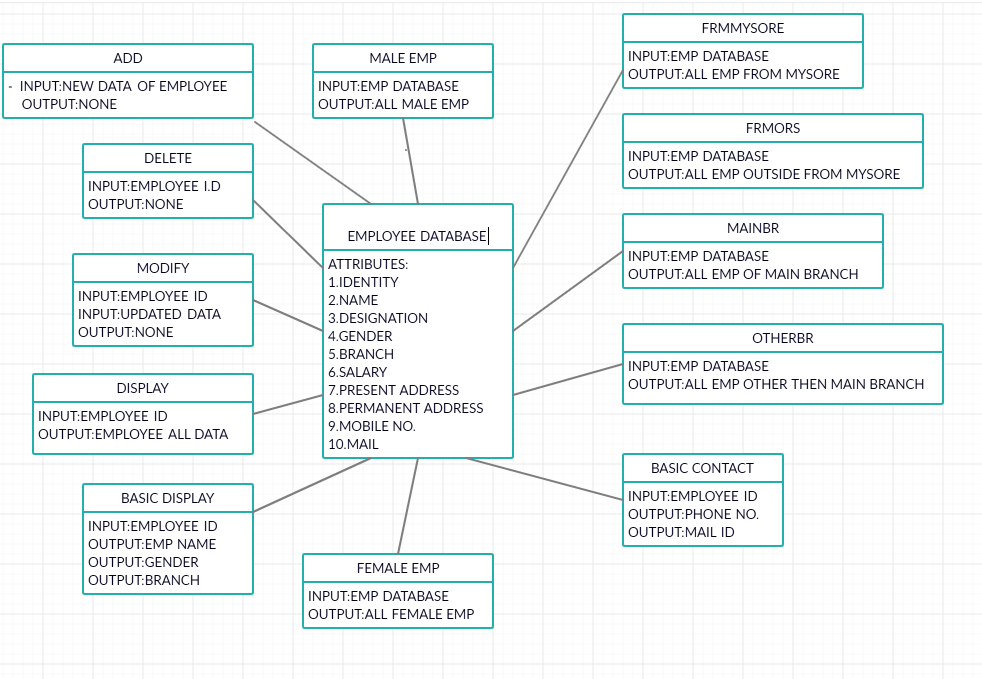 ADD
- INPUT:NEW DATA OF EMPLOYEE
OUTPUT:NONE
MALE EMP
INPUT:EMP DATABASE
OUTPUT:ALL MALE EMP
FRMMYSORE
INPUT:EMP DATABASE
OUTPUT:ALL EMP FROM MYSORE
DELETE
INPUT:EMPLOYEE I.D
OUTPUT:NONE
FRMORS
INPUT:EMP DATABASE
OUTPUT:ALL EMP OUTSIDE FROM MYSORE
MODIFY
INPUT:EMPLOYEE ID
INPUT:UPDATED DATA
OUTPUT:NONE
EMPLOYEE DATABASE
ATTRIBUTES:
1.IDENTITY
2.NAME
3.DESIGNATION
4.GENDER
5.BRANCH
6.SALARY
7.PRESENT ADDRESS
8.PERMANENT ADDRESS
9.MOBILE NO.
10.MAIL
MAINBR
INPUT:EMP DATABASE
OUTPUT:ALL EMP OF MAIN BRANCH
DISPLAY
INPUT:EMPLOYEE ID
OUTPUT:EMPLOYEE ALL DATA
OTHERBR
INPUT:EMP DATABASE
OUTPUT:ALL EMP OTHER THEN MAIN BRANCH
BASIC DISPLAY
INPUT:EMPLOYEE ID
OUTPUT:EMP NAME
OUTPUT:GENDER
OUTPUT:BRANCH
FEMALE EMP
INPUT:EMP DATABASE
OUTPUT:ALL FEMALE EMP
BASIC CONTACT
INPUT:EMPLOYEE ID
OUTPUT:PHONE NO.
OUTPUT:MAIL ID